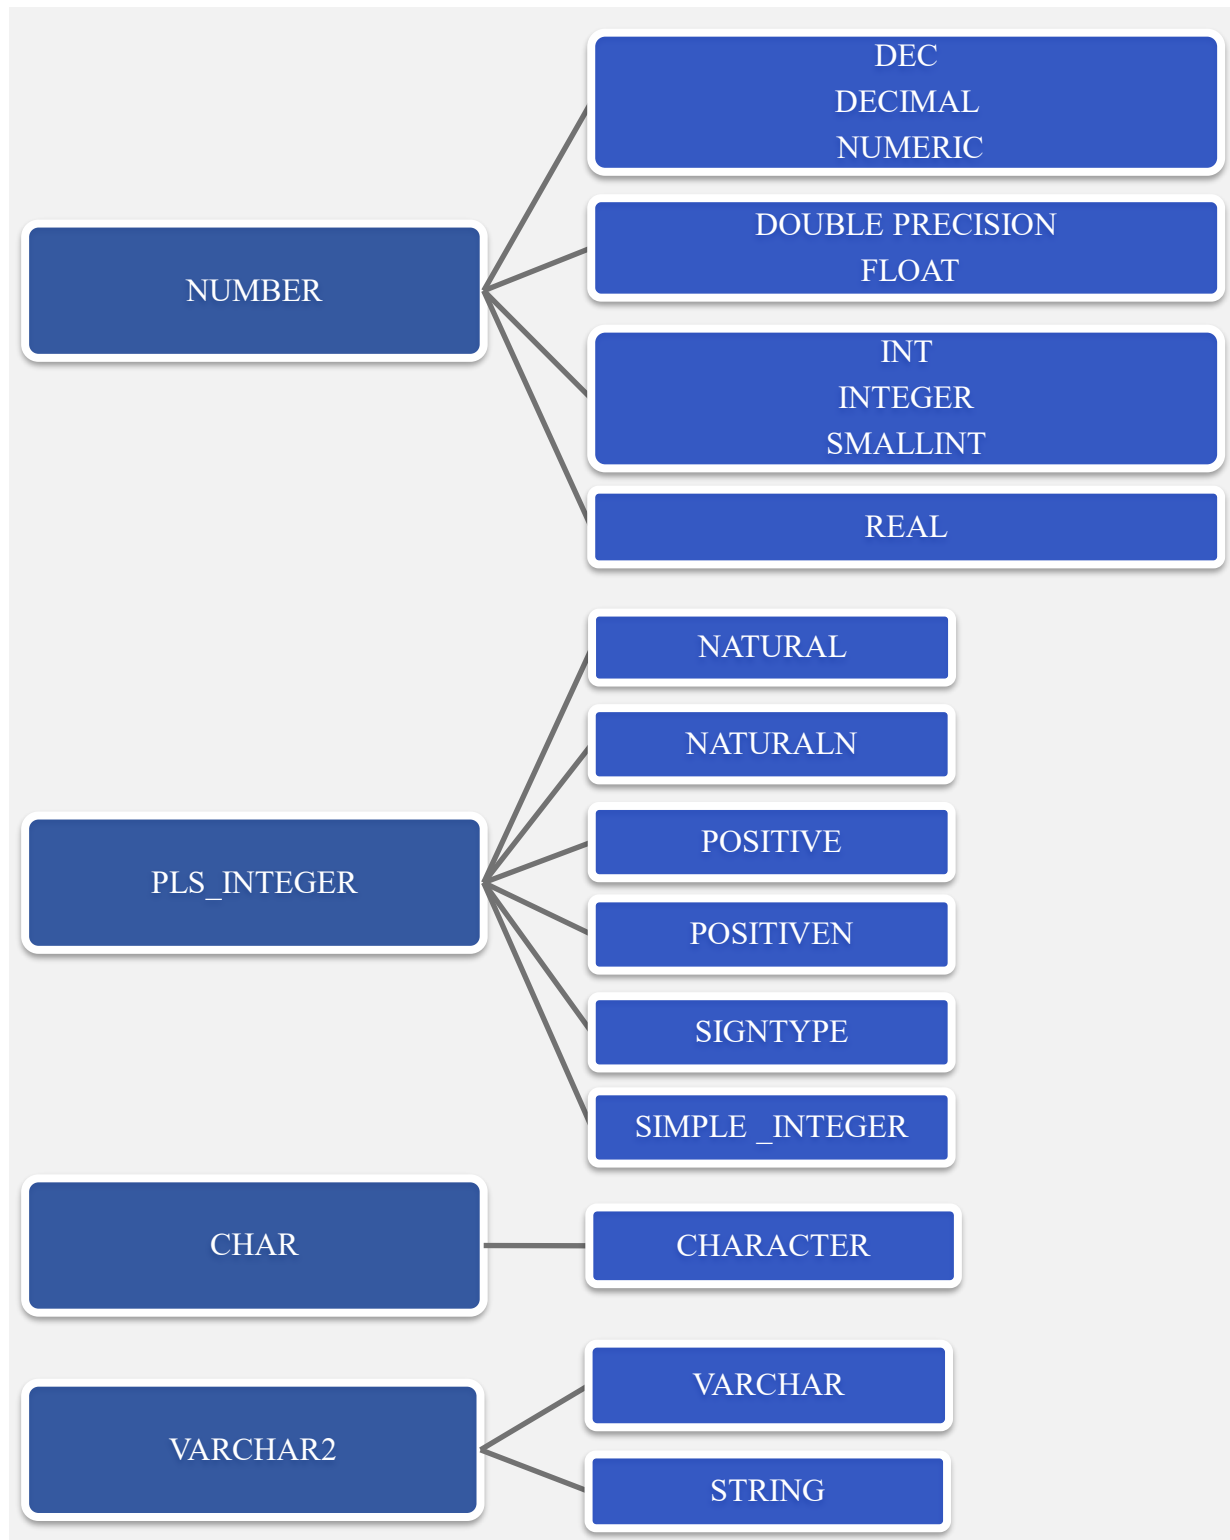 NUMBER
DEC
DECIMAL
NUMERIC
DOUBLE PRECISION
FLOAT
INT
INTEGER
SMALLINT
REAL
PLS_INTEGER
NATURAL
NATURALN
POSITIVE
POSITIVEN
SIGNTYPE
SIMPLE _INTEGER
CHAR
CHARACTER
VARCHAR2
VARCHAR
STRING